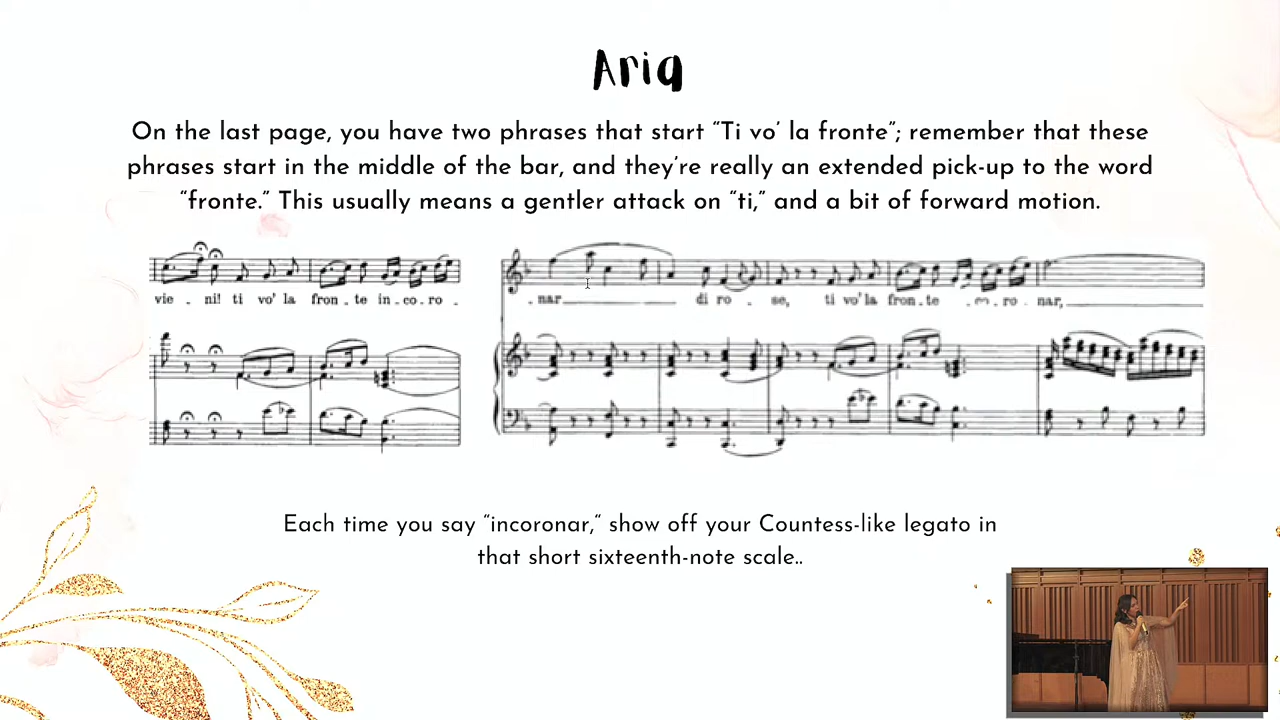 Aria
On the last page, you have two phrases that start “Ti vo’ la fronte”; remember that these
phrases start in the middle of the bar, and they’re really an extended pick-up to the word
“fronte.” This usually means a gentler attack on “ti,” and a bit of forward motion.
vie - ni! ti vo' la fron - te in - co - ro -
- nar di ro - se, ti vo' la fron - te ro - nar,
Each time you say “incoronar,” show off your Countess-like legato in
that short sixteenth-note scale..